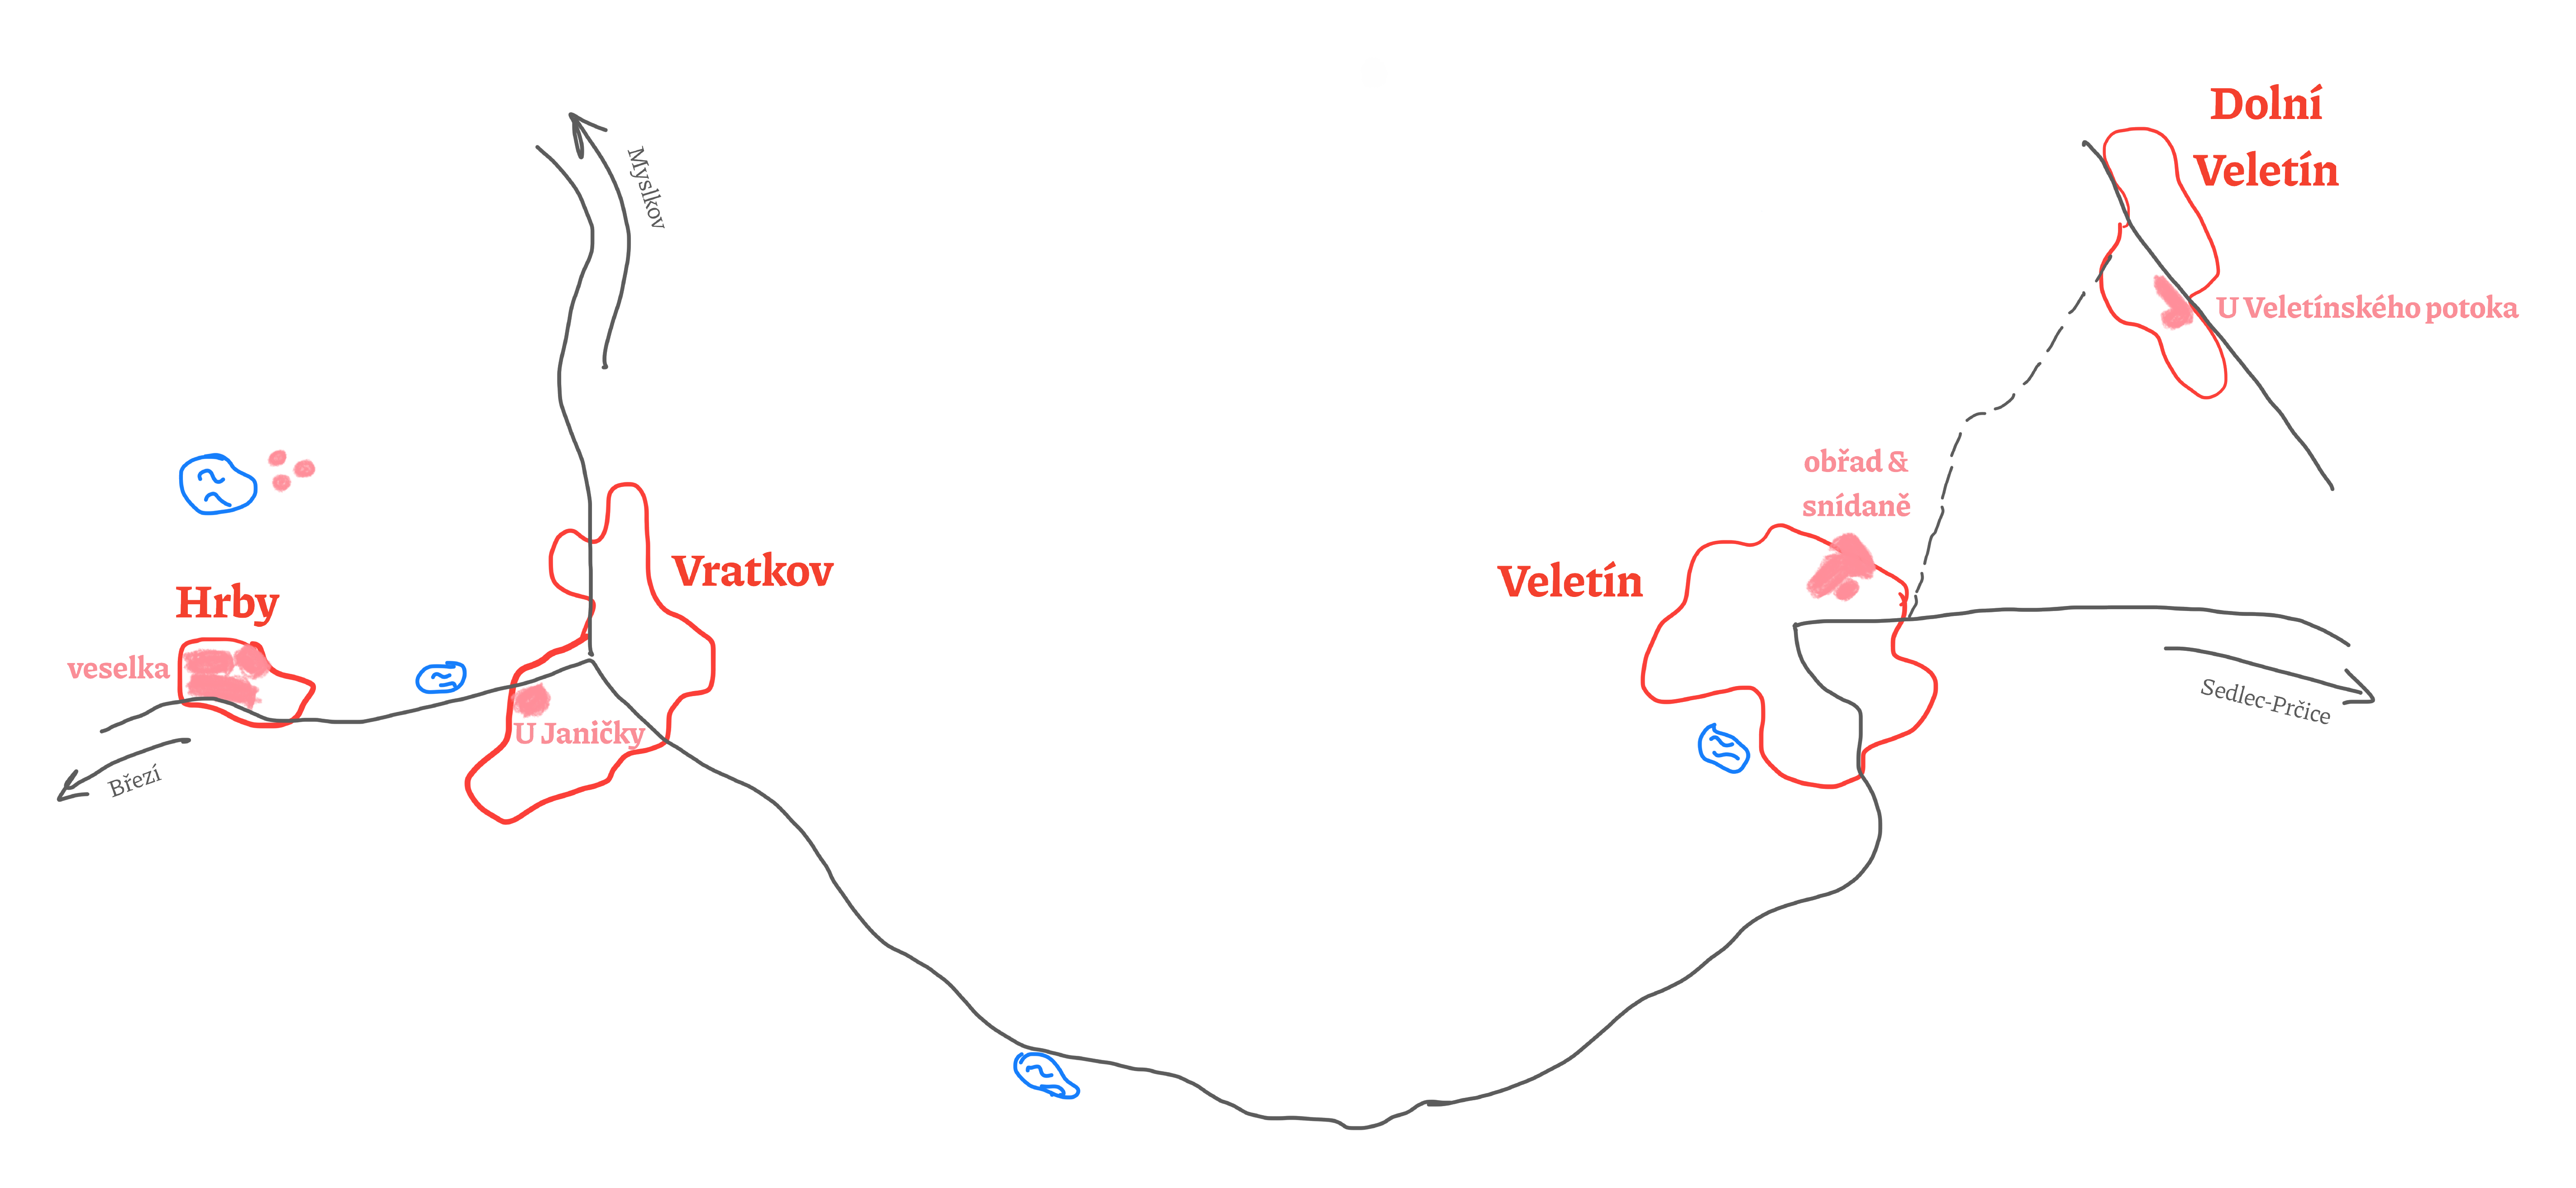 Dolní
Veletín
Myslkov
U Veletínského potoka
obřad &
snídaně
Vratkov
Veletín
Hrby
veselka
U Janičky
Sedlec-Prčice
Březí